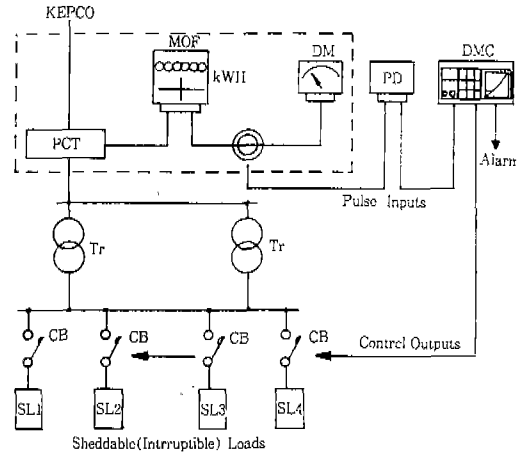 KEPCO
MOF
kWH
DM
PD
DMC
PCT
Alarm
Pulse Inputs
Tr
Tr
CB
CB
CB
CB
Control Outputs
SL1
SL2
SL3
SL4
Sheddable(Intrruptible) Loads